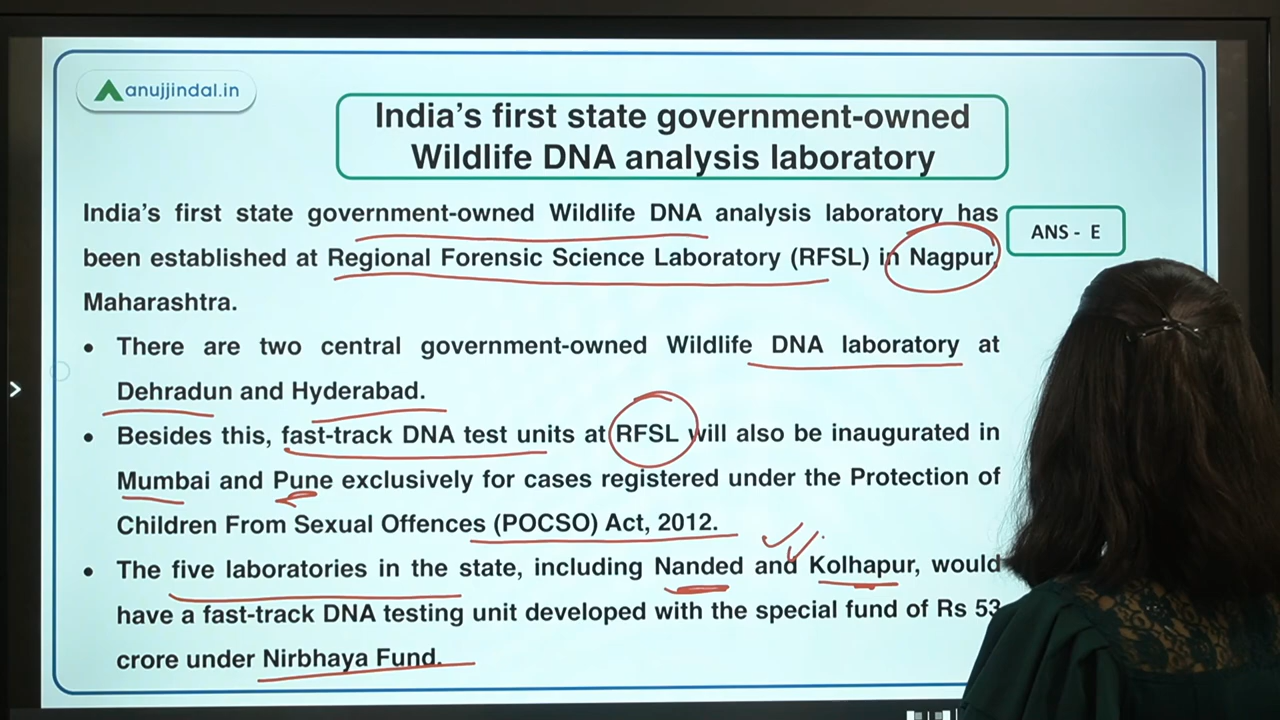 anujjindal.in
India's first state government-owned
Wildlife DNA analysis laboratory
India's first state government-owned Wildlife DNA analysis laboratory has
been established at Regional Forensic Science Laboratory (RFSL) in Nagpur,
Maharashtra.
ANS - E
• There are two central government-owned Wildlife DNA laboratory at
Dehradun and Hyderabad.
• Besides this, fast-track DNA test units at RFSL will also be inaugurated in
Mumbai and Pune exclusively for cases registered under the Protection of
Children From Sexual Offences (POCSO) Act, 2012.
• The five laboratories in the state, including Nanded and Kolhapur, would
have a fast-track DNA testing unit developed with the special fund of Rs 53
crore under Nirbhaya Fund.